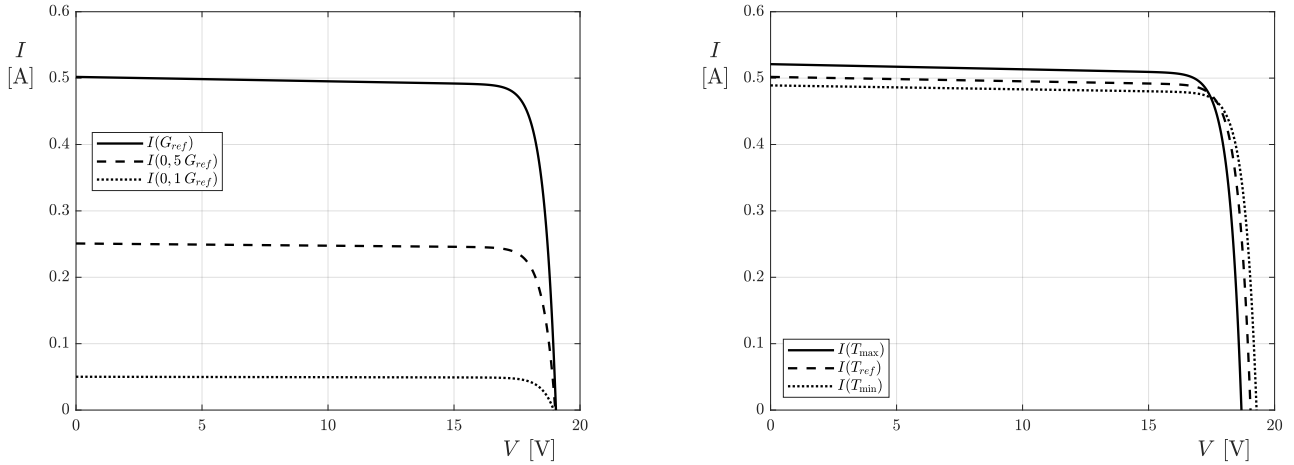 0.6
I
[A]
0.5
0.4
0.3
0.2
0.1
0
I(G_ref)
I(0, 5 G_ref)
I(0, 1 G_ref)
0 5 10 15 20
V [V]
0.6
I
[A]
0.5
0.4
0.3
0.2
0.1
0
I(T_max)
I(T_ref)
I(T_min)
0 5 10 15 20
V [V]